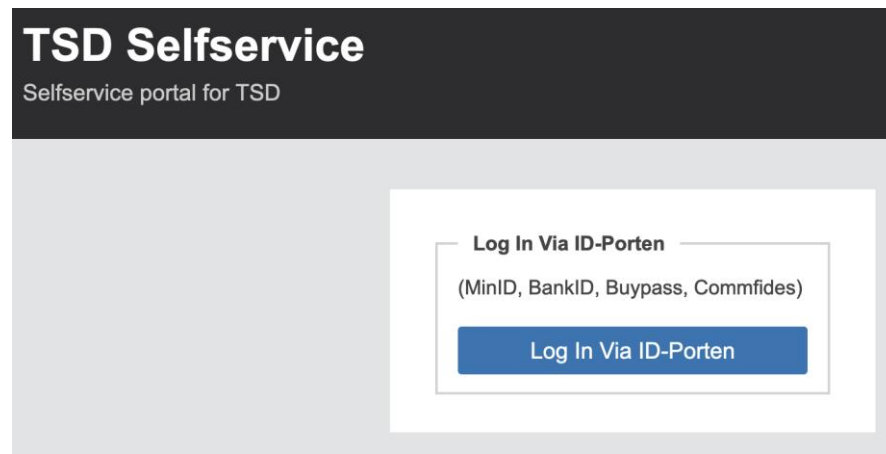 TSD Selfservice
Selfservice portal for TSD
Log In Via ID-Porten
(MinID, BankID, Buypass, Commfides)
Log In Via ID-Porten